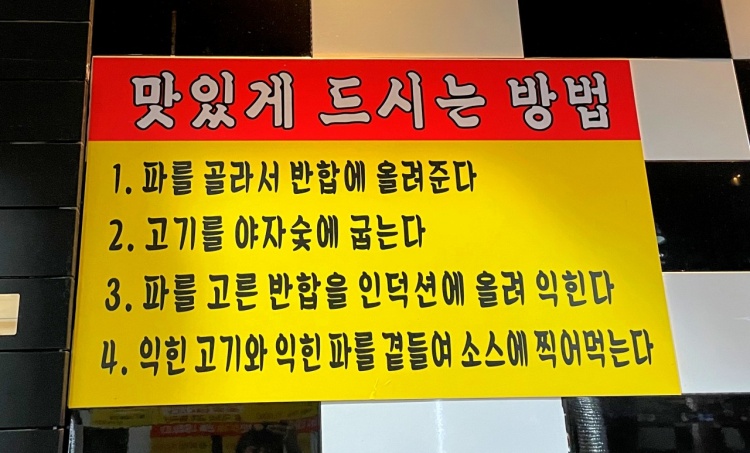 맛있게 드시는 방법
1. 파를 골라서 반합에 올려준다
2. 고기를 야자숯에 굽는다
3. 파를 고른 반합을 인덕션에 올려 익힌다
4. 익힌 고기와 익힌 파를 곁들여 소스에 찍어먹는다